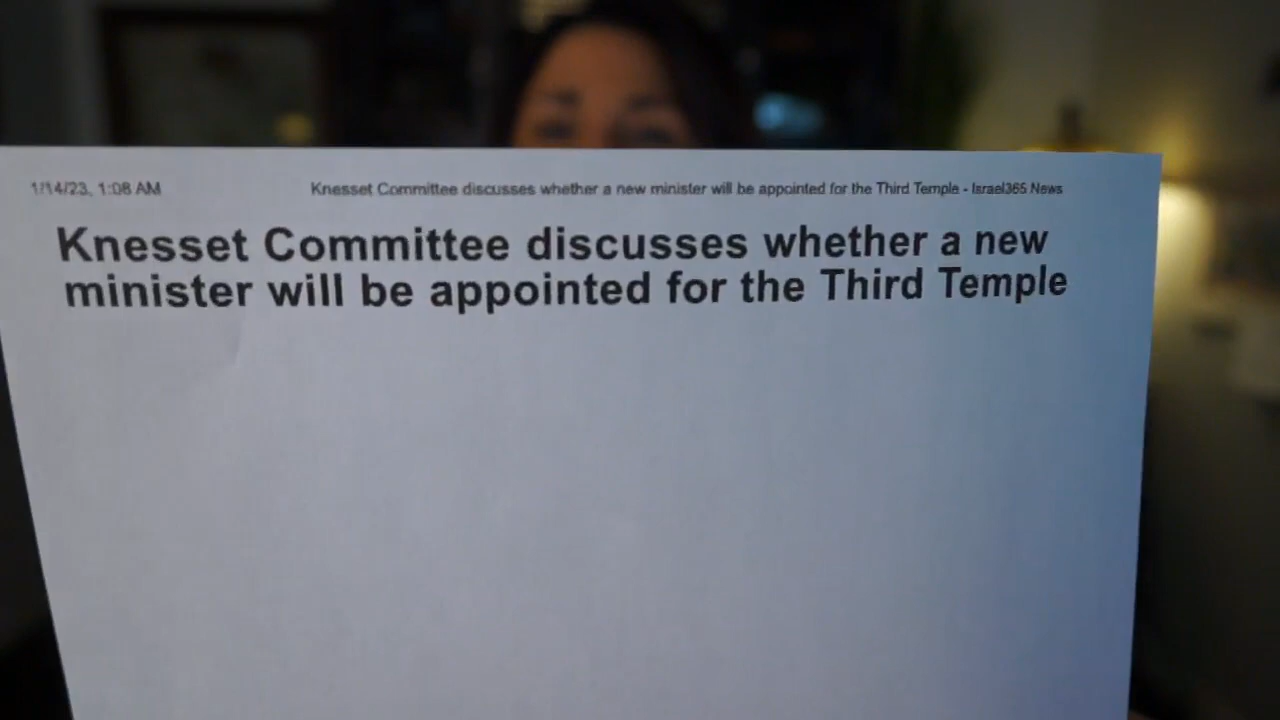 1/14/23, 1:08 AM Knesset Committee discusses whether a new minister will be appointed for the Third Temple - Israel365 News
Knesset Committee discusses whether a new
minister will be appointed for the Third Temple